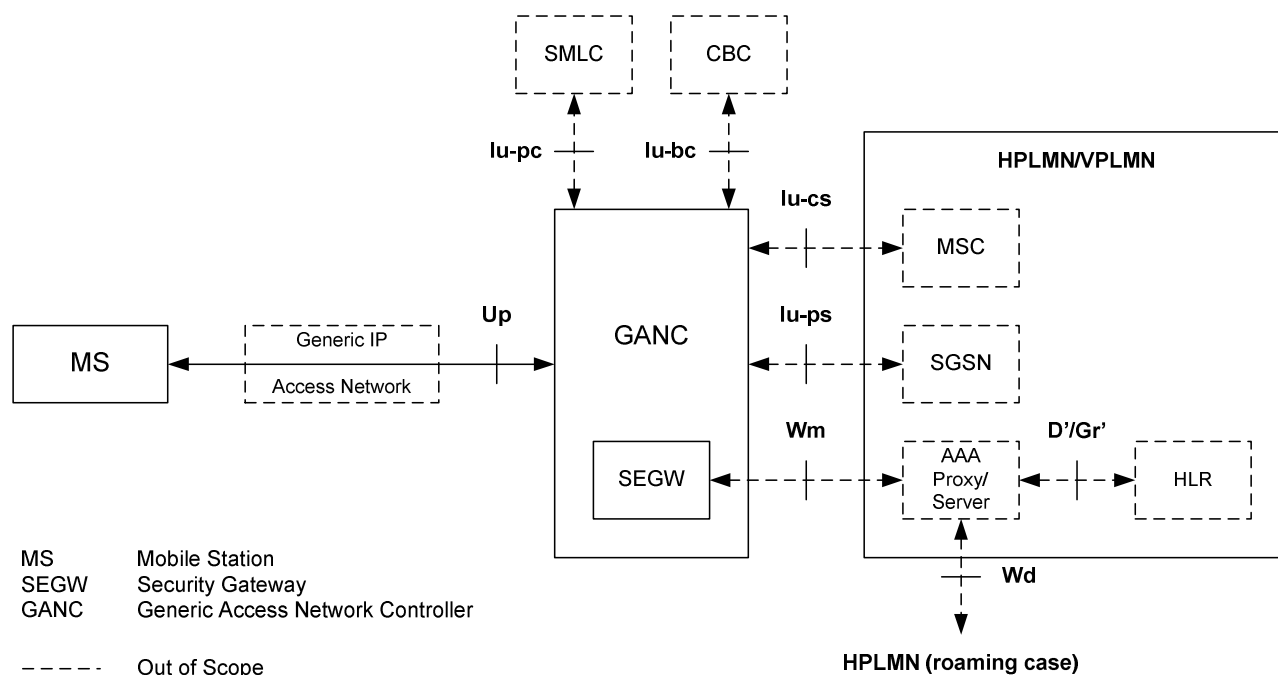 SMLC
CBC
Iu-pc
Iu-bc
HPLMN/VPLMN
Iu-cs
MSC
Up
Iu-ps
Generic IP
Access Network
MS
GANC
SGSN
Wm
D’/Gr’
SEGW
AAA
Proxy/
Server
HLR
Wd
MS Mobile Station
SEGW Security Gateway
GANC Generic Access Network Controller
Out of Scope
HPLMN (roaming case)